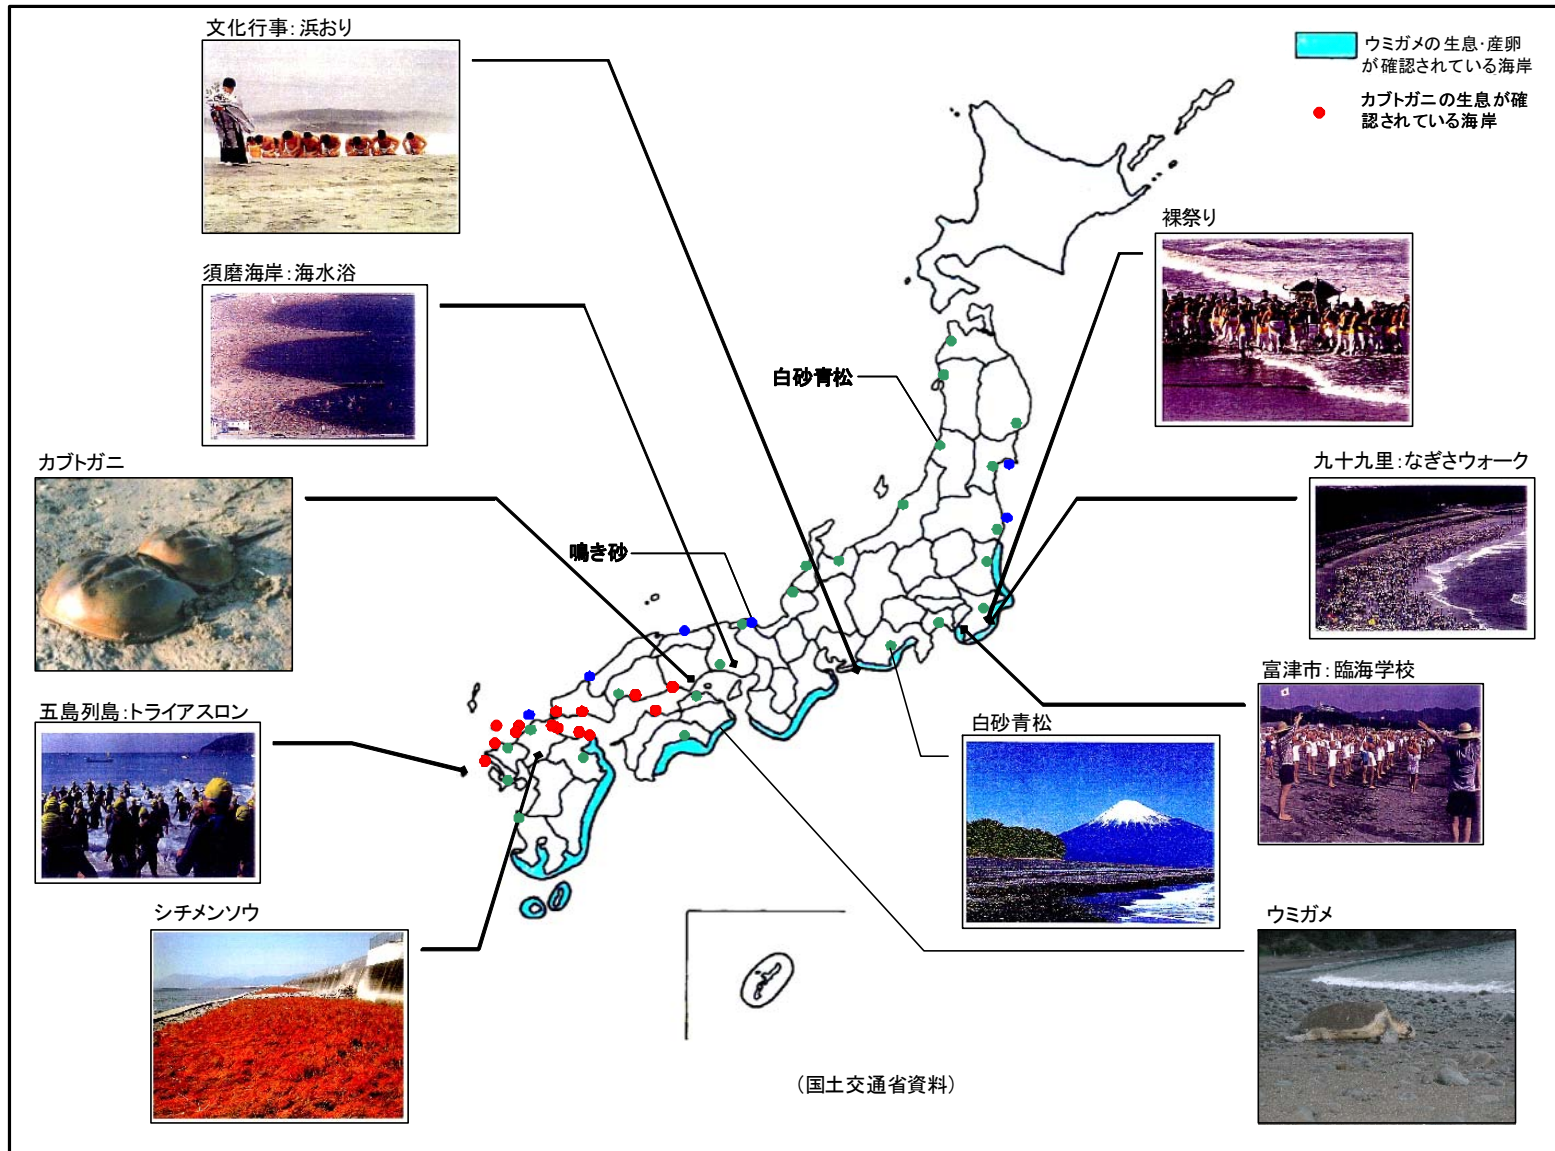 文化行事：浜おり
ウミガメの生息・産卵
が確認されている海岸
カブトガニの生息が確
認されている海岸
裸祭り
須磨海岸：海水浴
白砂青松
カブトガニ
九十九里：なぎさウォーク
鳴き砂
富津市：臨海学校
五島列島：トライアスロン
白砂青松
シチメンソウ
ウミガメ
（国土交通省資料）